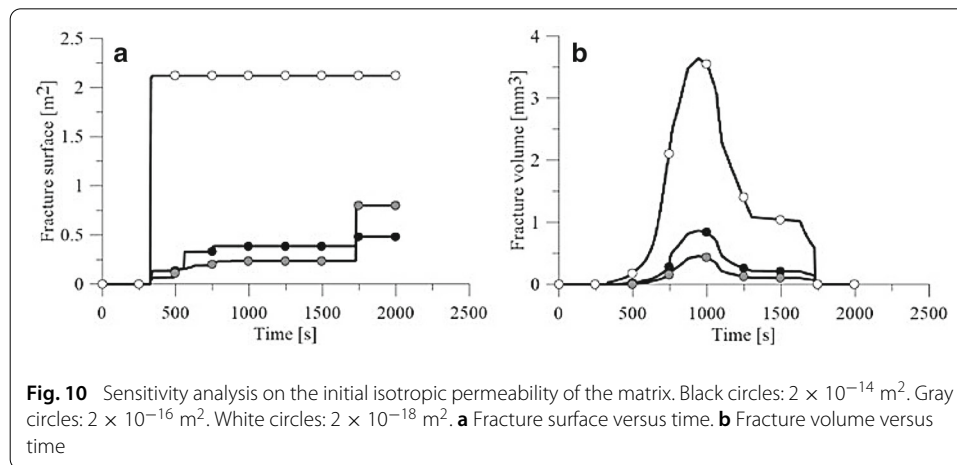 a
2.5
2
1.5
1
0.5
0
Fracture surface [m²]
0 500 1000 1500 2000 2500
Time [s]
b
4
3
2
1
0
Fracture volume [mm³]
0 500 1000 1500 2000 2500
Time [s]
Fig. 10 Sensitivity analysis on the initial isotropic permeability of the matrix. Black circles: 2 × 10⁻¹⁴ m². Gray
circles: 2 × 10⁻¹⁶ m². White circles: 2 × 10⁻¹⁸ m². a Fracture surface versus time. b Fracture volume versus
time